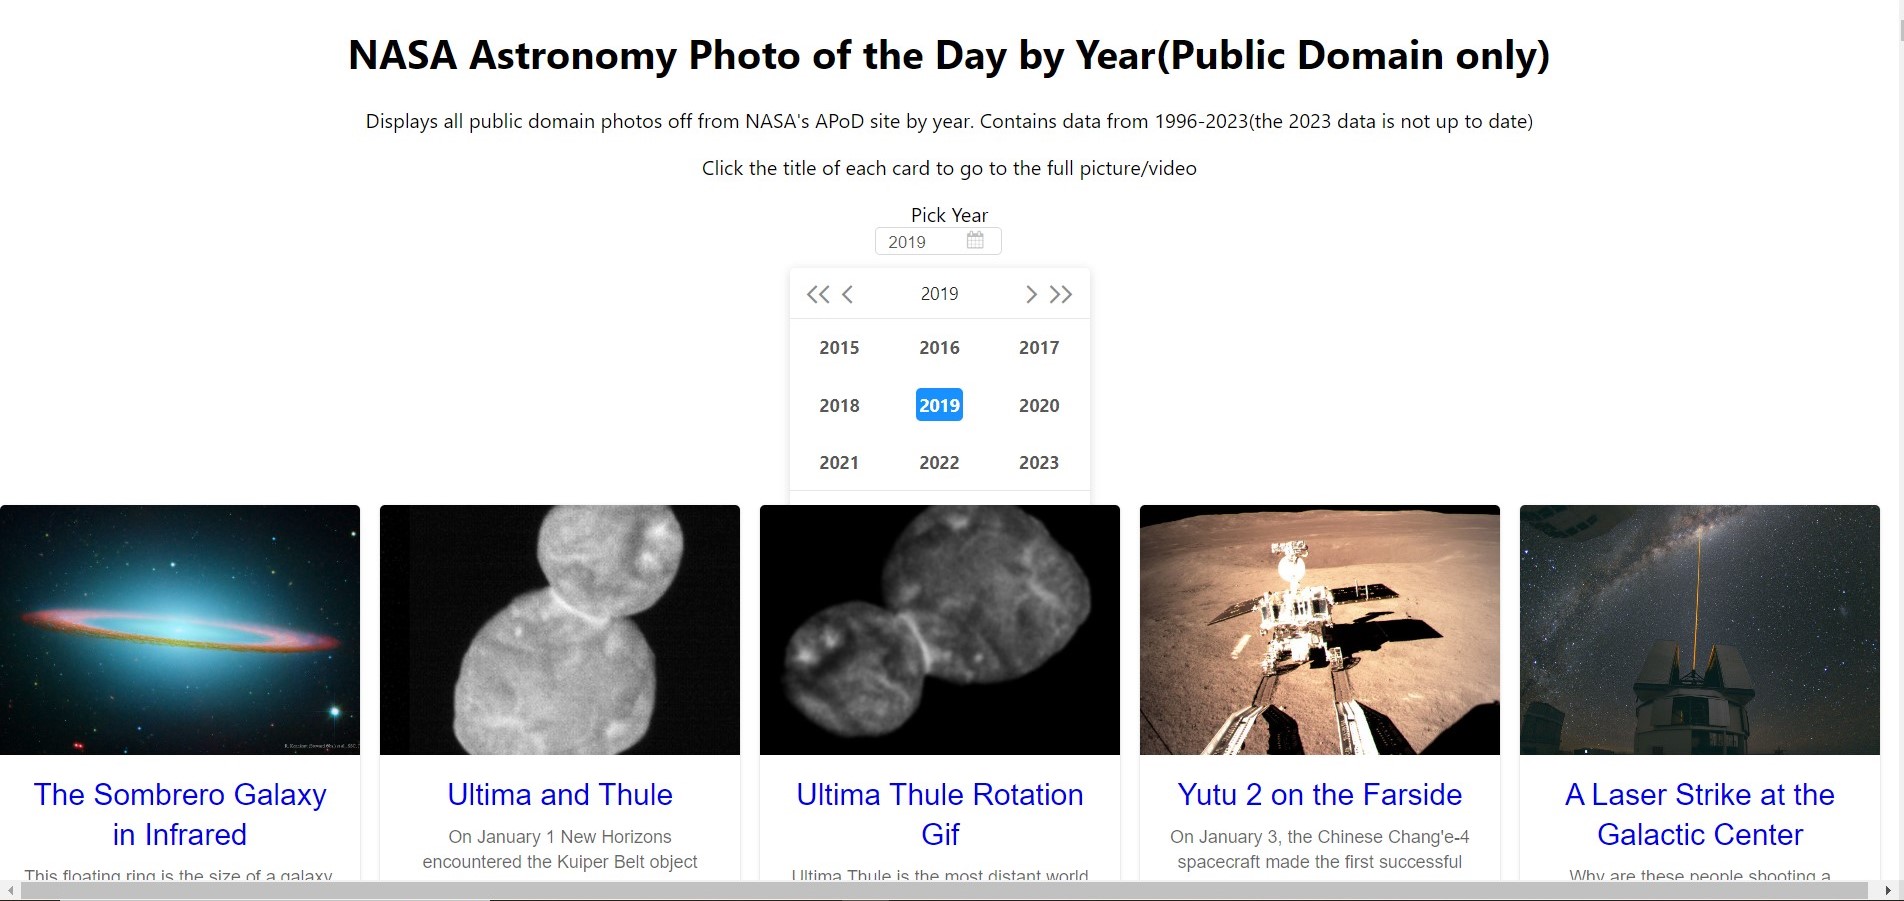 NASA Astronomy Photo of the Day by Year(Public Domain only)
Displays all public domain photos off from NASA's APoD site by year. Contains data from 1996-2023(the 2023 data is not up to date)
Click the title of each card to go to the full picture/video
Pick Year
2019
2019
2015 2016 2017
2018 2019 2020
2021 2022 2023
The Sombrero Galaxy
in Infrared
This floating ring is the size of a galaxy.
Ultima and Thule
On January 1 New Horizons
encountered the Kuiper Belt object
Ultima Thule Rotation
Gif
Ultima Thule is the most distant world
Yutu 2 on the Farside
On January 3, the Chinese Chang'e-4
spacecraft made the first successful
A Laser Strike at the
Galactic Center
Why are these people shooting a